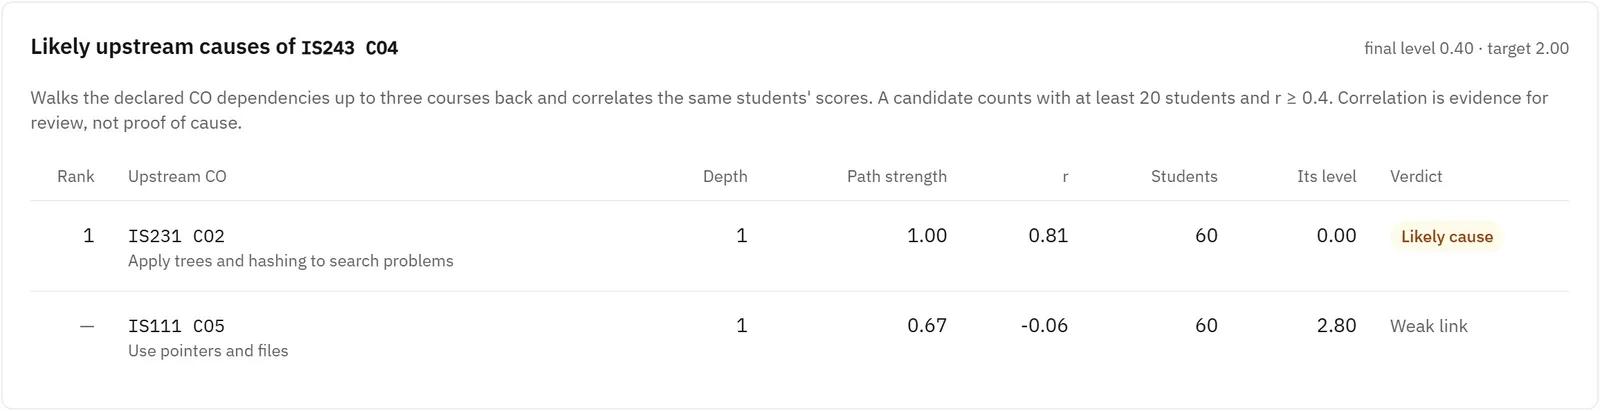 Likely upstream causes of IS243 CO4
final level 0.40 · target 2.00
Walks the declared CO dependencies up to three courses back and correlates the same students' scores. A candidate counts with at least 20 students and r ≥ 0.4. Correlation is evidence for
review, not proof of cause.
Rank Upstream CO Depth Path strength r Students Its level Verdict
1 IS231 CO2 1 1.00 0.81 60 0.00 Likely cause
Apply trees and hashing to search problems
— IS111 CO5 1 0.67 -0.06 60 2.80 Weak link
Use pointers and files